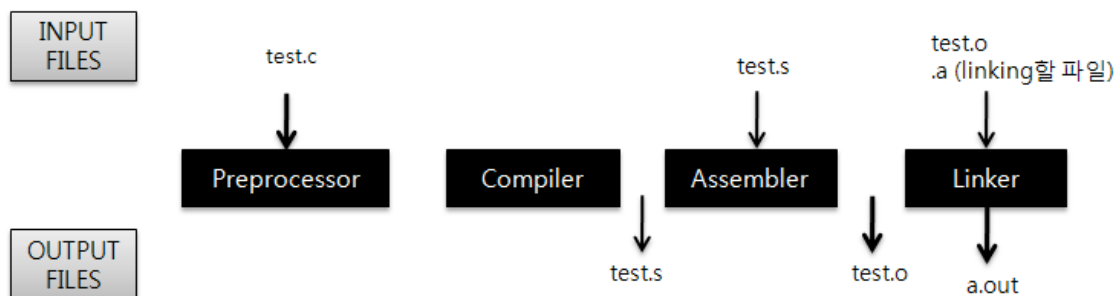 INPUT
FILES
test.c
test.s
test.o
.a (linking할 파일)
Preprocessor
Compiler
Assembler
Linker
OUTPUT
FILES
test.s
test.o
a.out